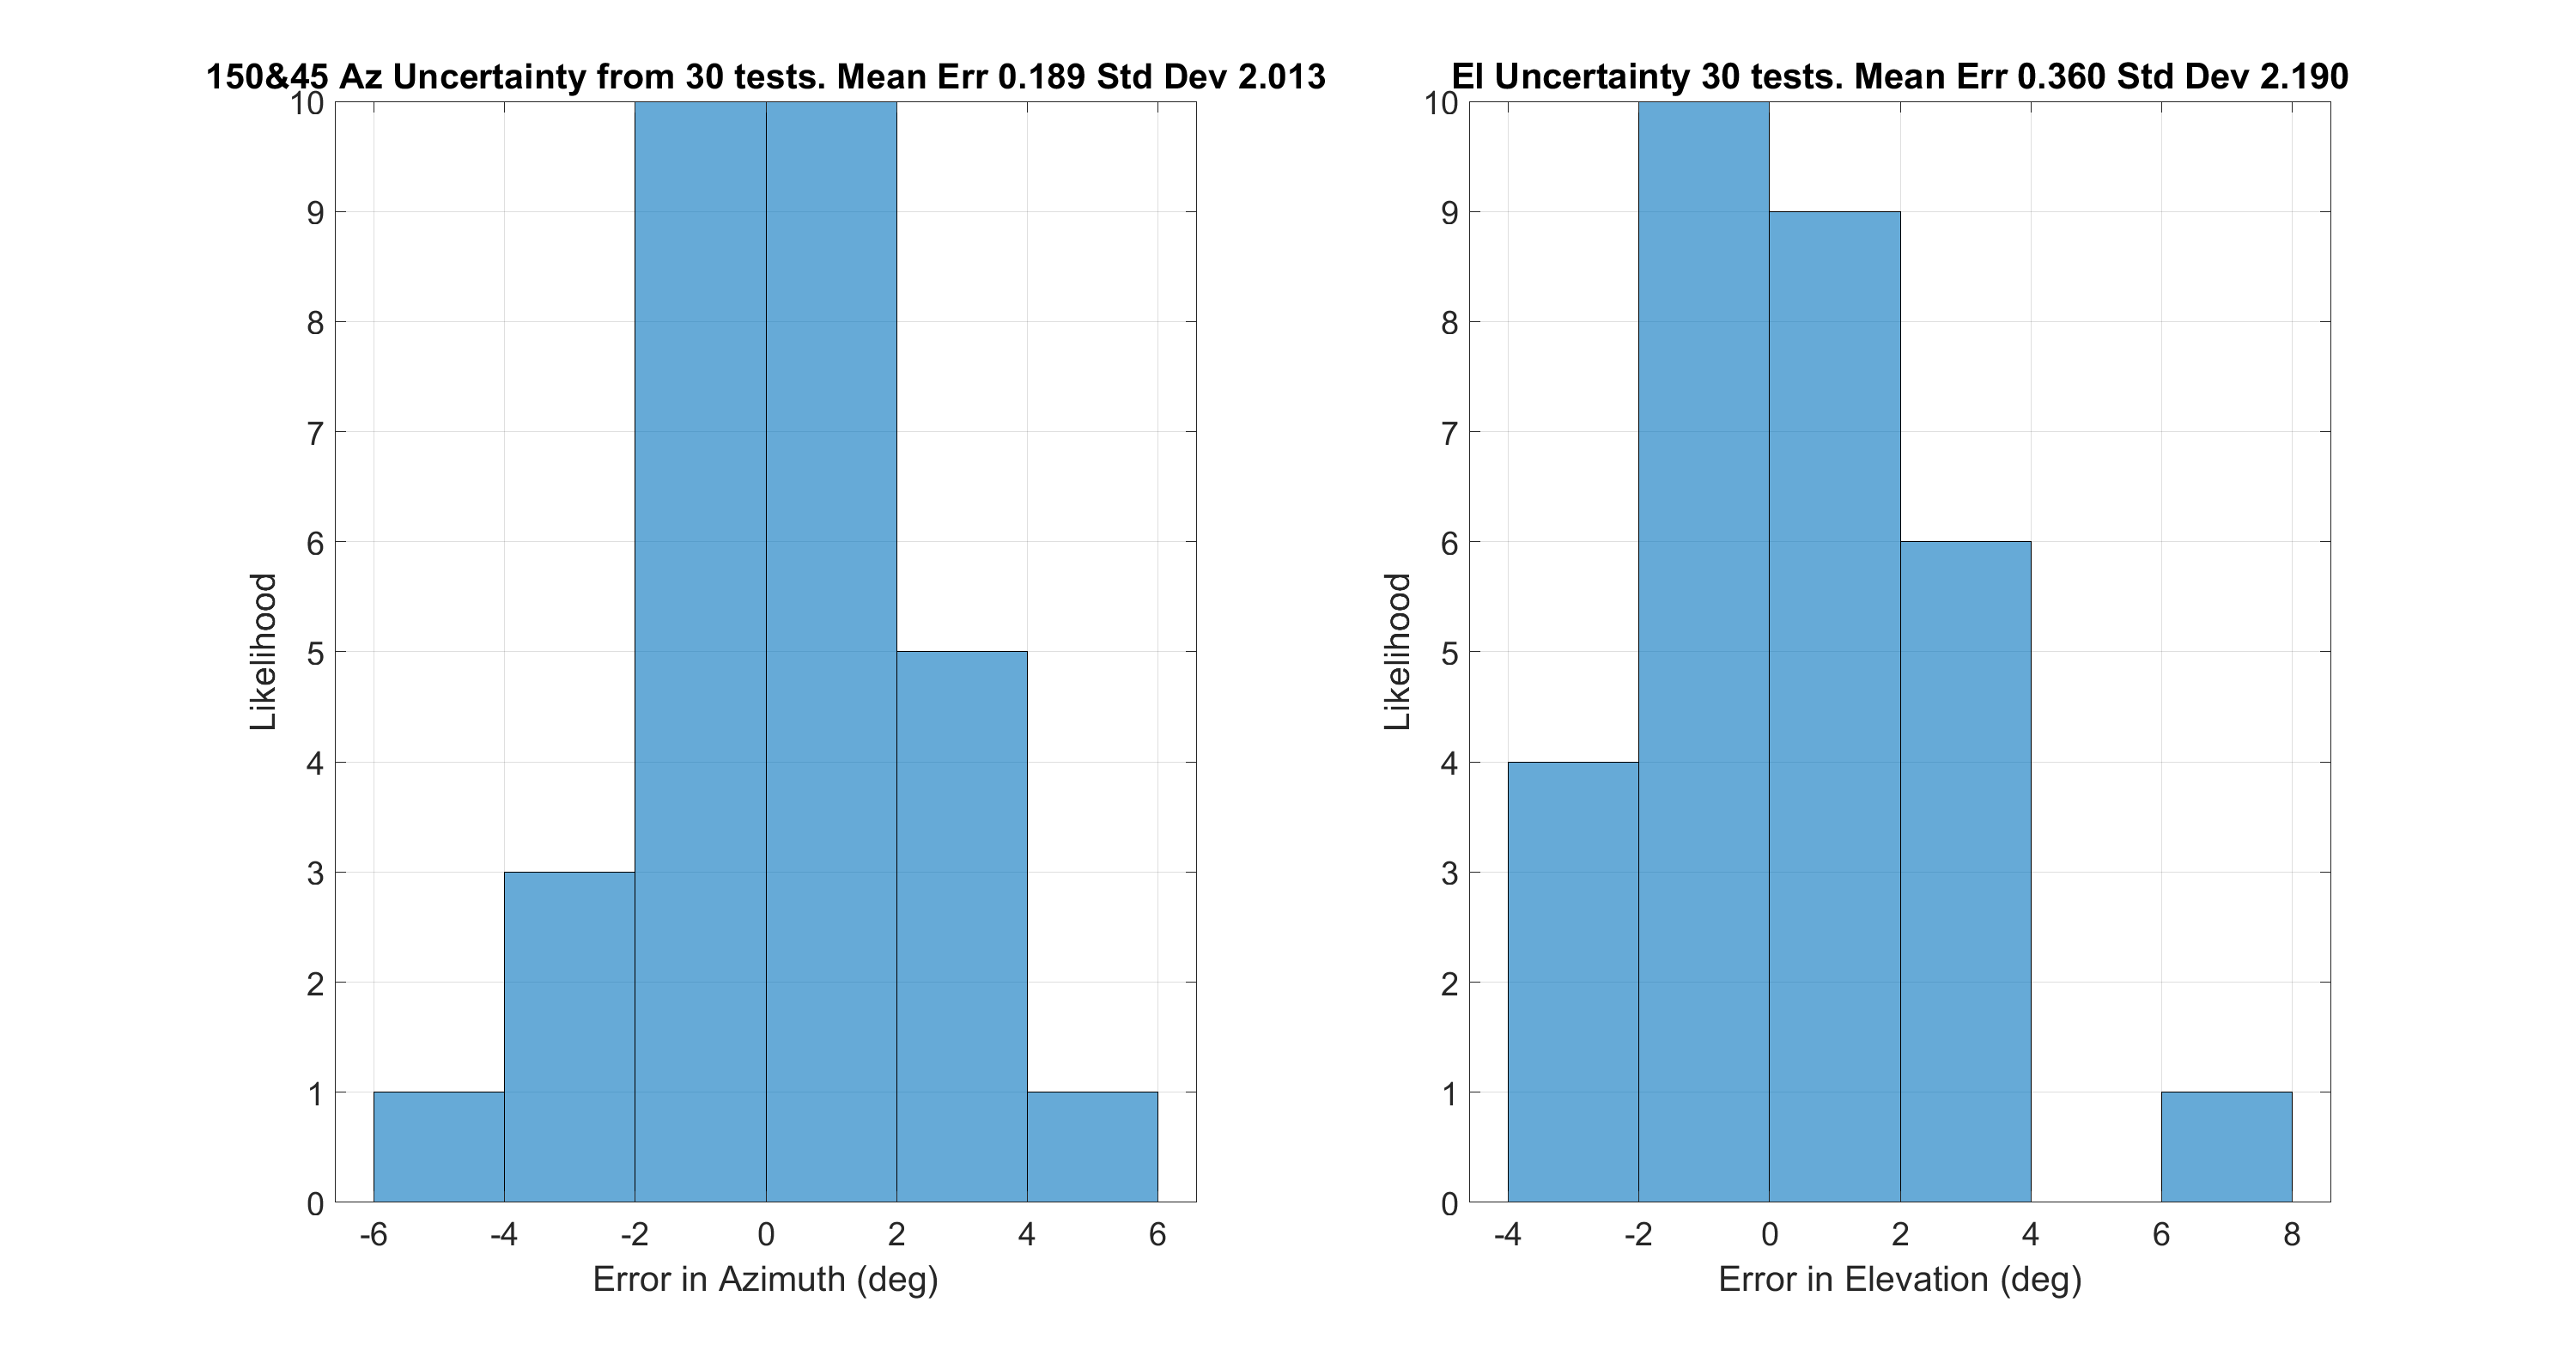 150&45 Az Uncertainty from 30 tests. Mean Err 0.189 Std Dev 2.013
10
9
8
7
6
5
4
3
2
1
0
Likelihood
-6 -4 -2 0 2 4 6
Error in Azimuth (deg)
El Uncertainty 30 tests. Mean Err 0.360 Std Dev 2.190
10
9
8
7
6
5
4
3
2
1
0
Likelihood
-4 -2 0 2 4 6 8
Error in Elevation (deg)